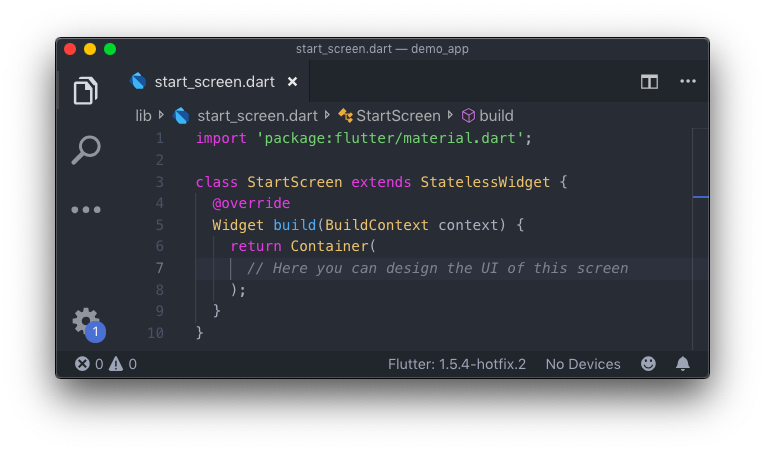 start_screen.dart — demo_app
start_screen.dart
lib start_screen.dart StartScreen build
1 import 'package:flutter/material.dart';
2
3 class StartScreen extends StatelessWidget {
4 @override
5 Widget build(BuildContext context) {
6 return Container(
7 // Here you can design the UI of this screen
8 );
9 }
10 }
1
0 0 Flutter: 1.5.4-hotfix.2 No Devices